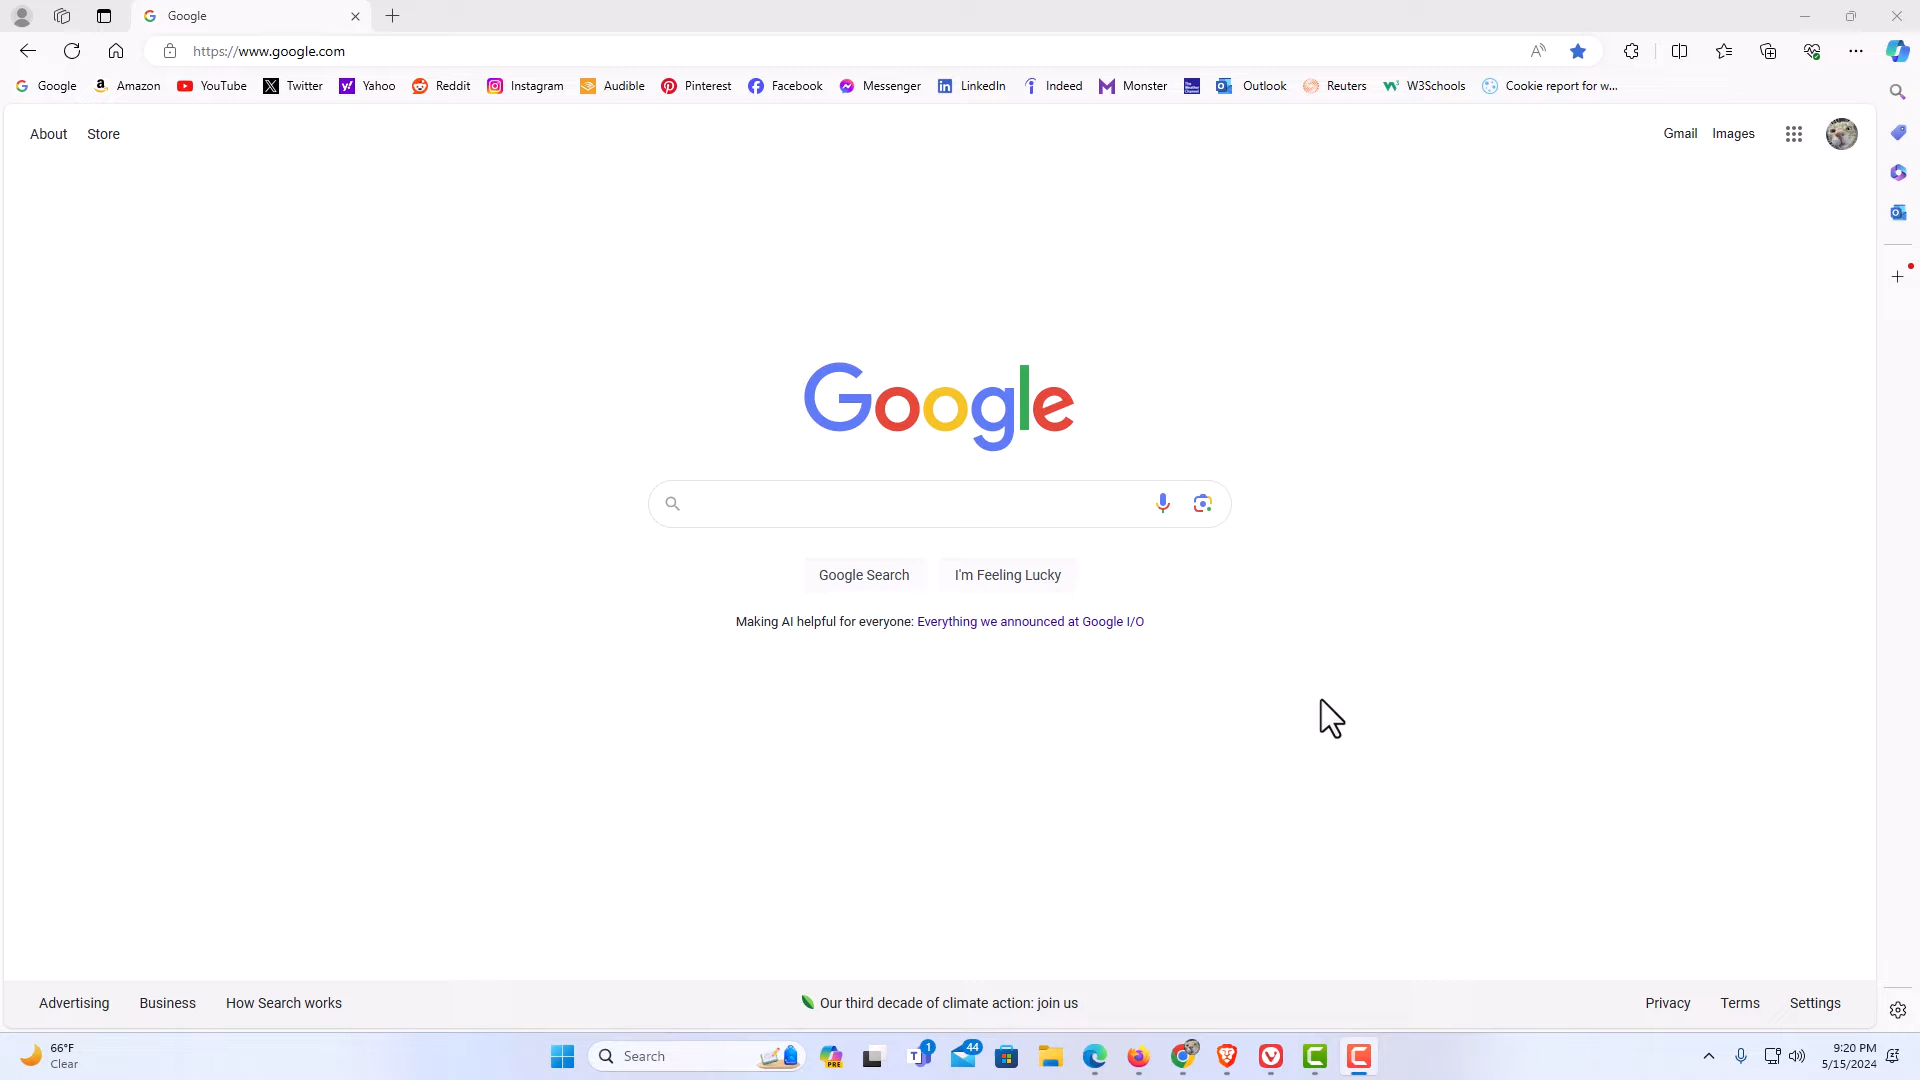 Google
https://www.google.com
Google Amazon YouTube Twitter Yahoo Reddit Instagram Audible Pinterest Facebook Messenger LinkedIn Indeed Monster Outlook Reuters W3Schools Cookie report for w...
About Store Gmail Images
Google
Google Search I'm Feeling Lucky
Making AI helpful for everyone: Everything we announced at Google I/O
Advertising Business How Search works Our third decade of climate action: join us Privacy Terms Settings
66°F
Clear
Search
PRE
1
44
9:20 PM
5/15/2024